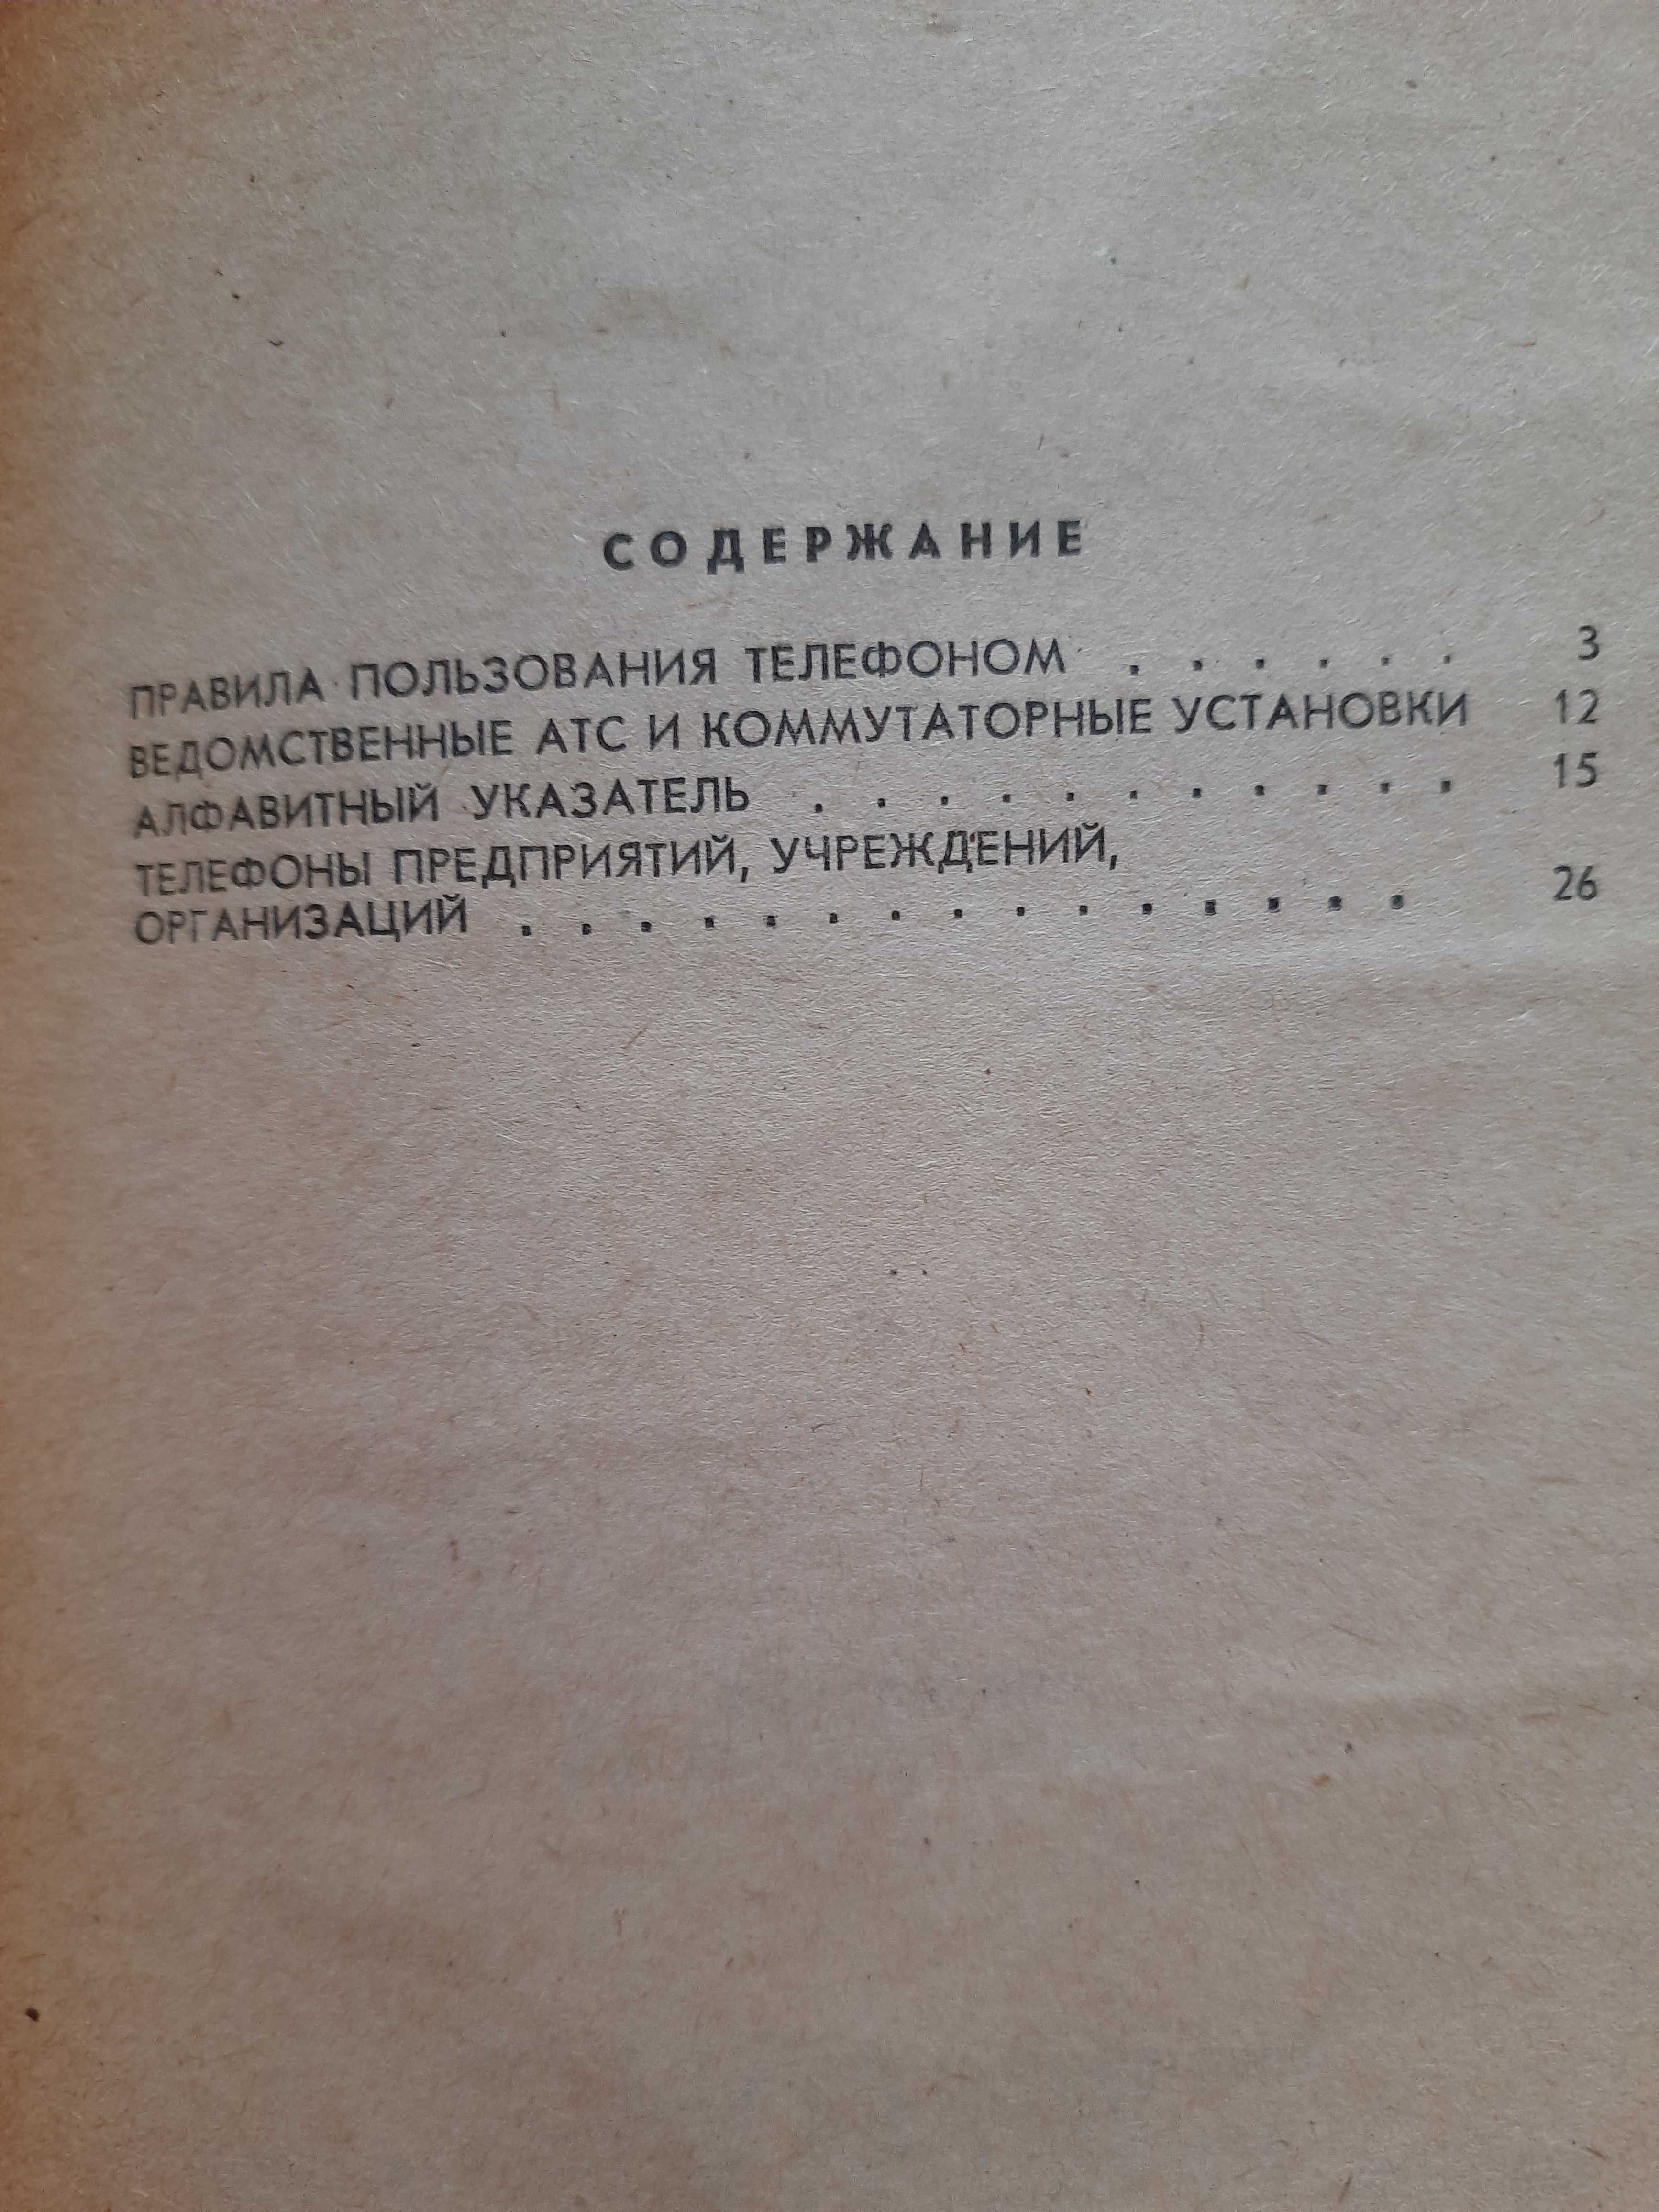 СОДЕРЖАНИЕ
ПРАВИЛА ПОЛЬЗОВАНИЯ ТЕЛЕФОНОМ . . . . . . 3
ВЕДОМСТВЕННЫЕ АТС И КОММУТАТОРНЫЕ УСТАНОВКИ 12
АЛФАВИТНЫЙ УКАЗАТЕЛЬ . . . . . . . . . . . 15
ТЕЛЕФОНЫ ПРЕДПРИЯТИЙ, УЧРЕЖДЕНИЙ,
ОРГАНИЗАЦИЙ . . . . . . . . . . . . . . . 26